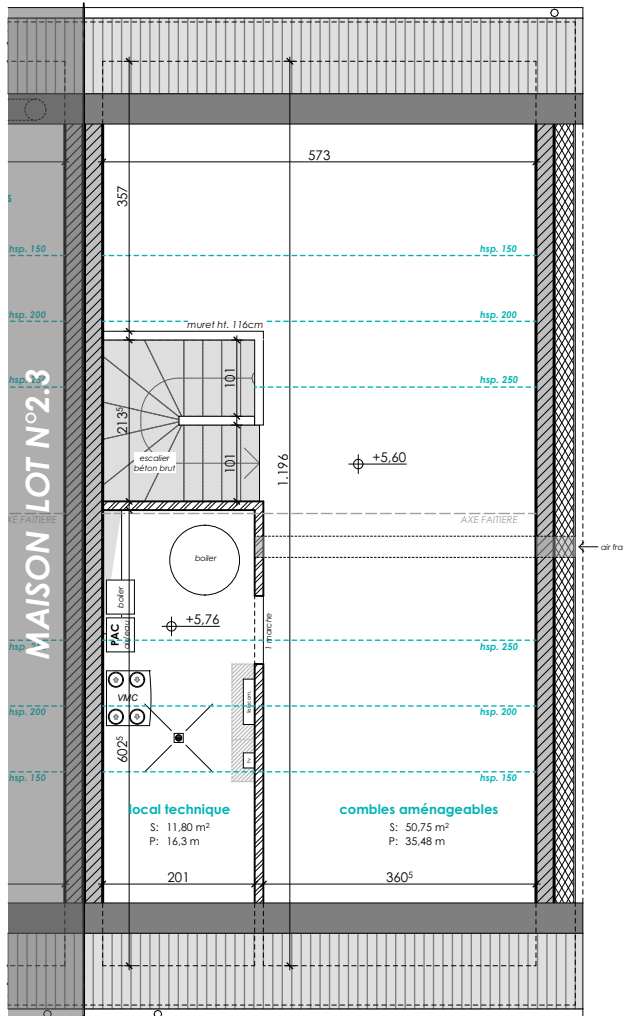 573
357
s
hsp. 150
hsp. 150
hsp. 200
hsp. 200
muret ht. 116cm
hsp. 250
hsp. 250
101
213⁵
MAISON LOT N°2.3
escalier
béton brut
101
1.196
+5,60
AXE FAITIERE
AXE FAITIERE
air fra
boiler
boiler
PAC
+5,76
1 marche
hsp. 250
VMC
telecom.
hsp. 200
hsp. 200
602⁵
hsp. 150
hsp. 150
local technique
S: 11,80 m²
P: 16,3 m
combles aménageables
S: 50,75 m²
P: 35,48 m
201
360⁵